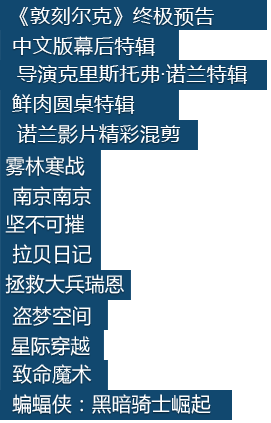 《敦刻尔克》终极预告
中文版幕后特辑
导演克里斯托弗·诺兰特辑
鲜肉圆桌特辑
诺兰影片精彩混剪
雾林寒战
南京南京
坚不可摧
拉贝日记
拯救大兵瑞恩
盗梦空间
星际穿越
致命魔术
蝙蝠侠：黑暗骑士崛起